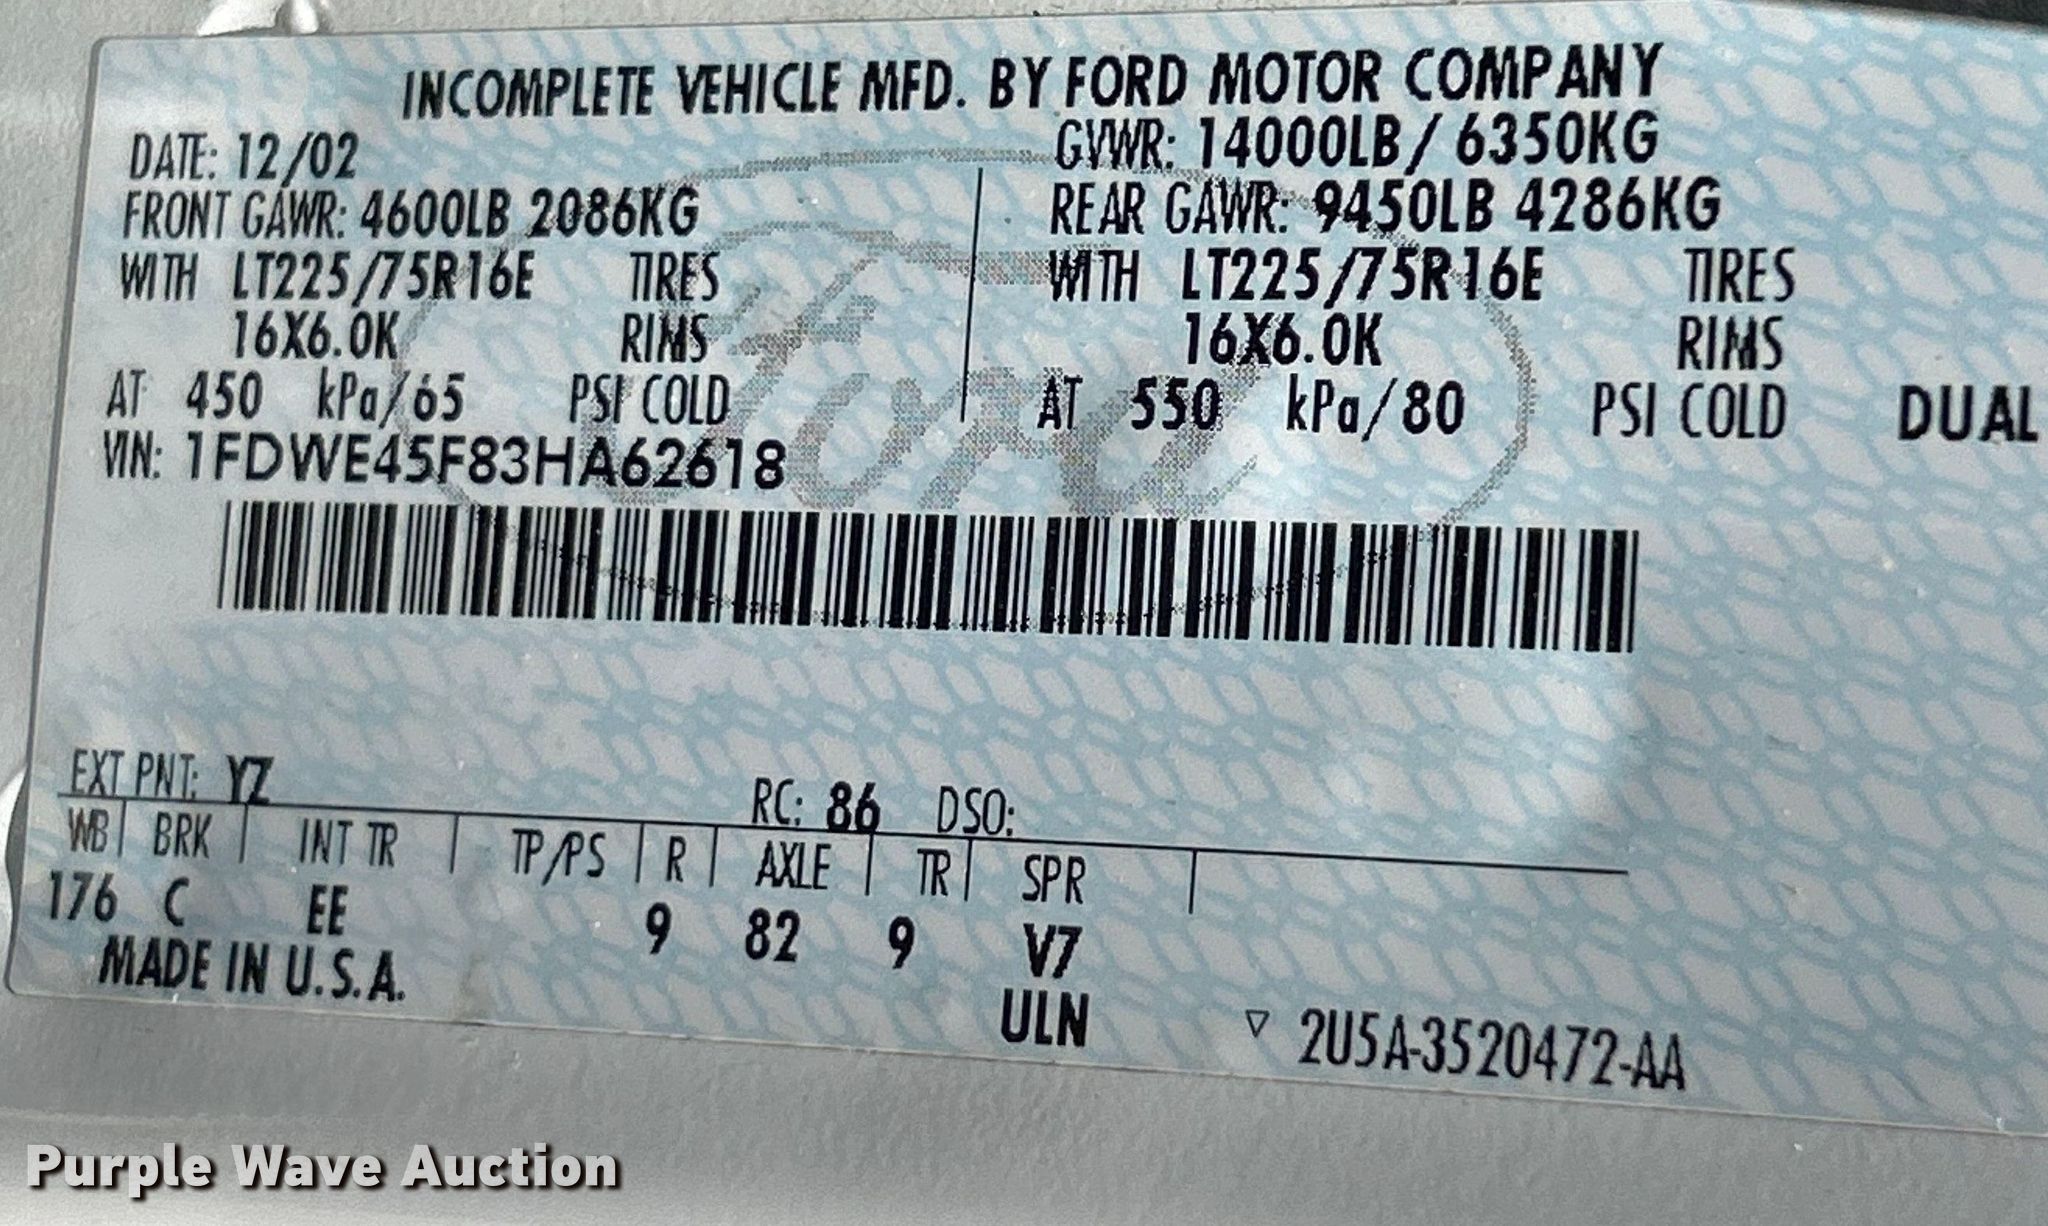 INCOMPLETE VEHICLE MFD. BY FORD MOTOR COMPANY
DATE: 12/02 GVWR: 14000LB/ 6350KG
FRONT GAWR: 4600LB 2086KG REAR GAWR: 9450LB 4286KG
WITH LT225/75R16E TIRES WITH LT225/75R16E TIRES
16X6.0K RIMS 16X6.0K RIMS
AT 450 kPa/65 PSI COLD AT 550 kPa/80 PSI COLD DUAL
VIN: 1FDWE45F83HA62618
Ford
EXT PNT: YZ RC: 86 DSO:
WB BRK INT TR TP/PS R AXLE TR SPR
176 C EE 9 82 9 V7
MADE IN U.S.A. ULN
▽ 2U5A-3520472-AA
Purple Wave Auction